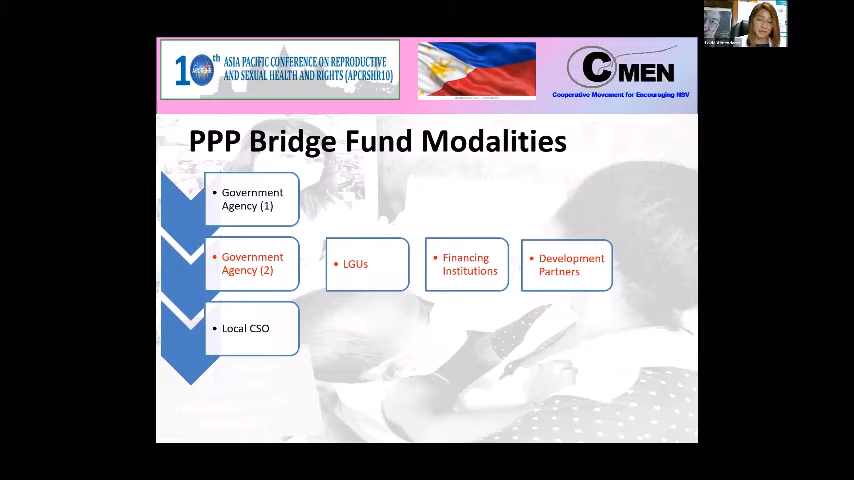 10th
ASIA PACIFIC CONFERENCE ON REPRODUCTIVE
AND SEXUAL HEALTH AND RIGHTS (APCRSHR10)
CMEN
Cooperative Movement for Encouraging NSV
PPP Bridge Fund Modalities
• Government
Agency (1)
• Government
Agency (2)
• LGUs
• Financing
Institutions
• Development
Partners
• Local CSO